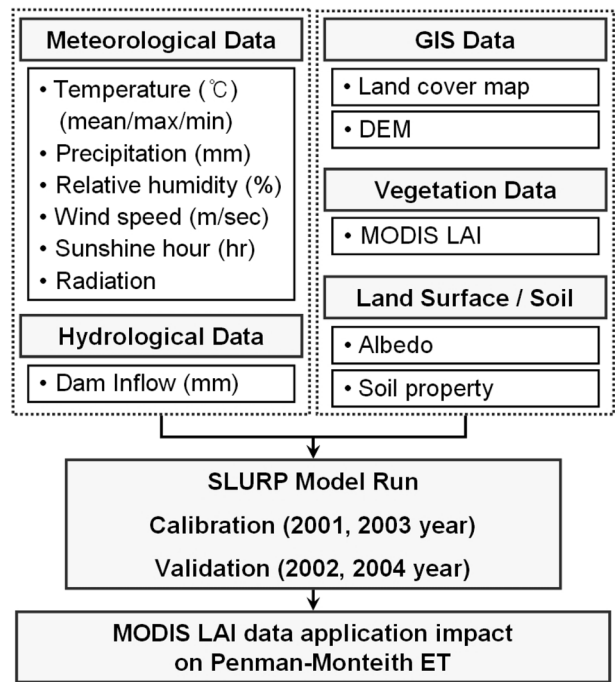 Meteorological Data
• Temperature (℃)
(mean/max/min)
• Precipitation (mm)
• Relative humidity (%)
• Wind speed (m/sec)
• Sunshine hour (hr)
• Radiation
Hydrological Data
• Dam Inflow (mm)
GIS Data
• Land cover map
• DEM
Vegetation Data
• MODIS LAI
Land Surface / Soil
• Albedo
• Soil property
SLURP Model Run
Calibration (2001, 2003 year)
Validation (2002, 2004 year)
MODIS LAI data application impact
on Penman-Monteith ET